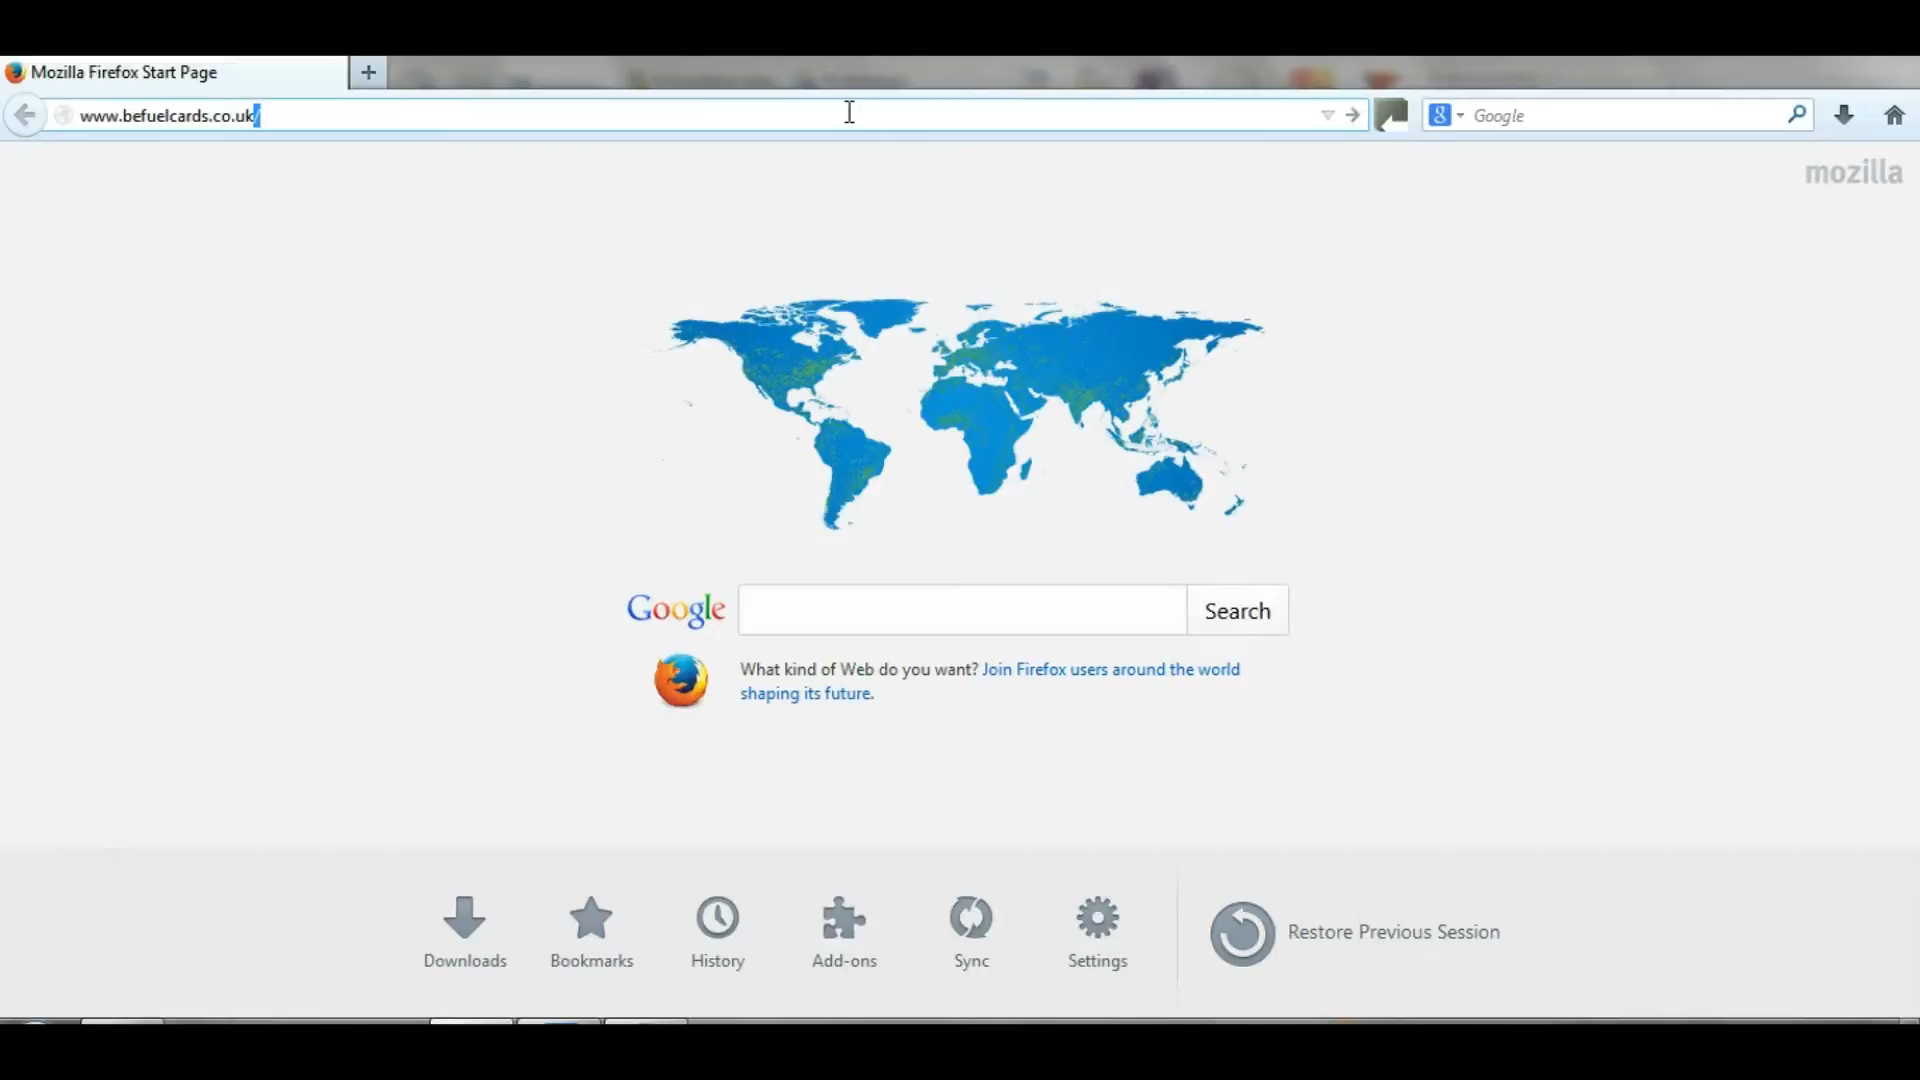 Mozilla Firefox Start Page
www.befuelcards.co.uk/
Google
mozilla
Google
Search
What kind of Web do you want? Join Firefox users around the world
shaping its future.
Downloads
Bookmarks
History
Add-ons
Sync
Settings
Restore Previous Session